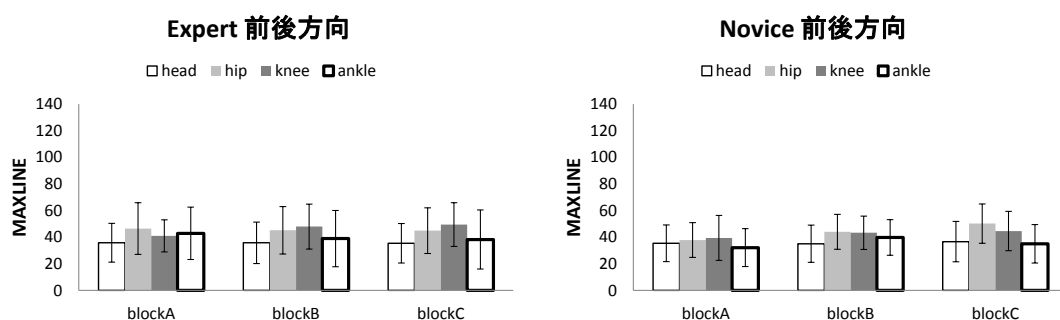 Expert 前後方向
head hip knee ankle
MAXLINE
140
120
100
80
60
40
20
0
blockA blockB blockC
Novice 前後方向
head hip knee ankle
MAXLINE
140
120
100
80
60
40
20
0
blockA blockB blockC